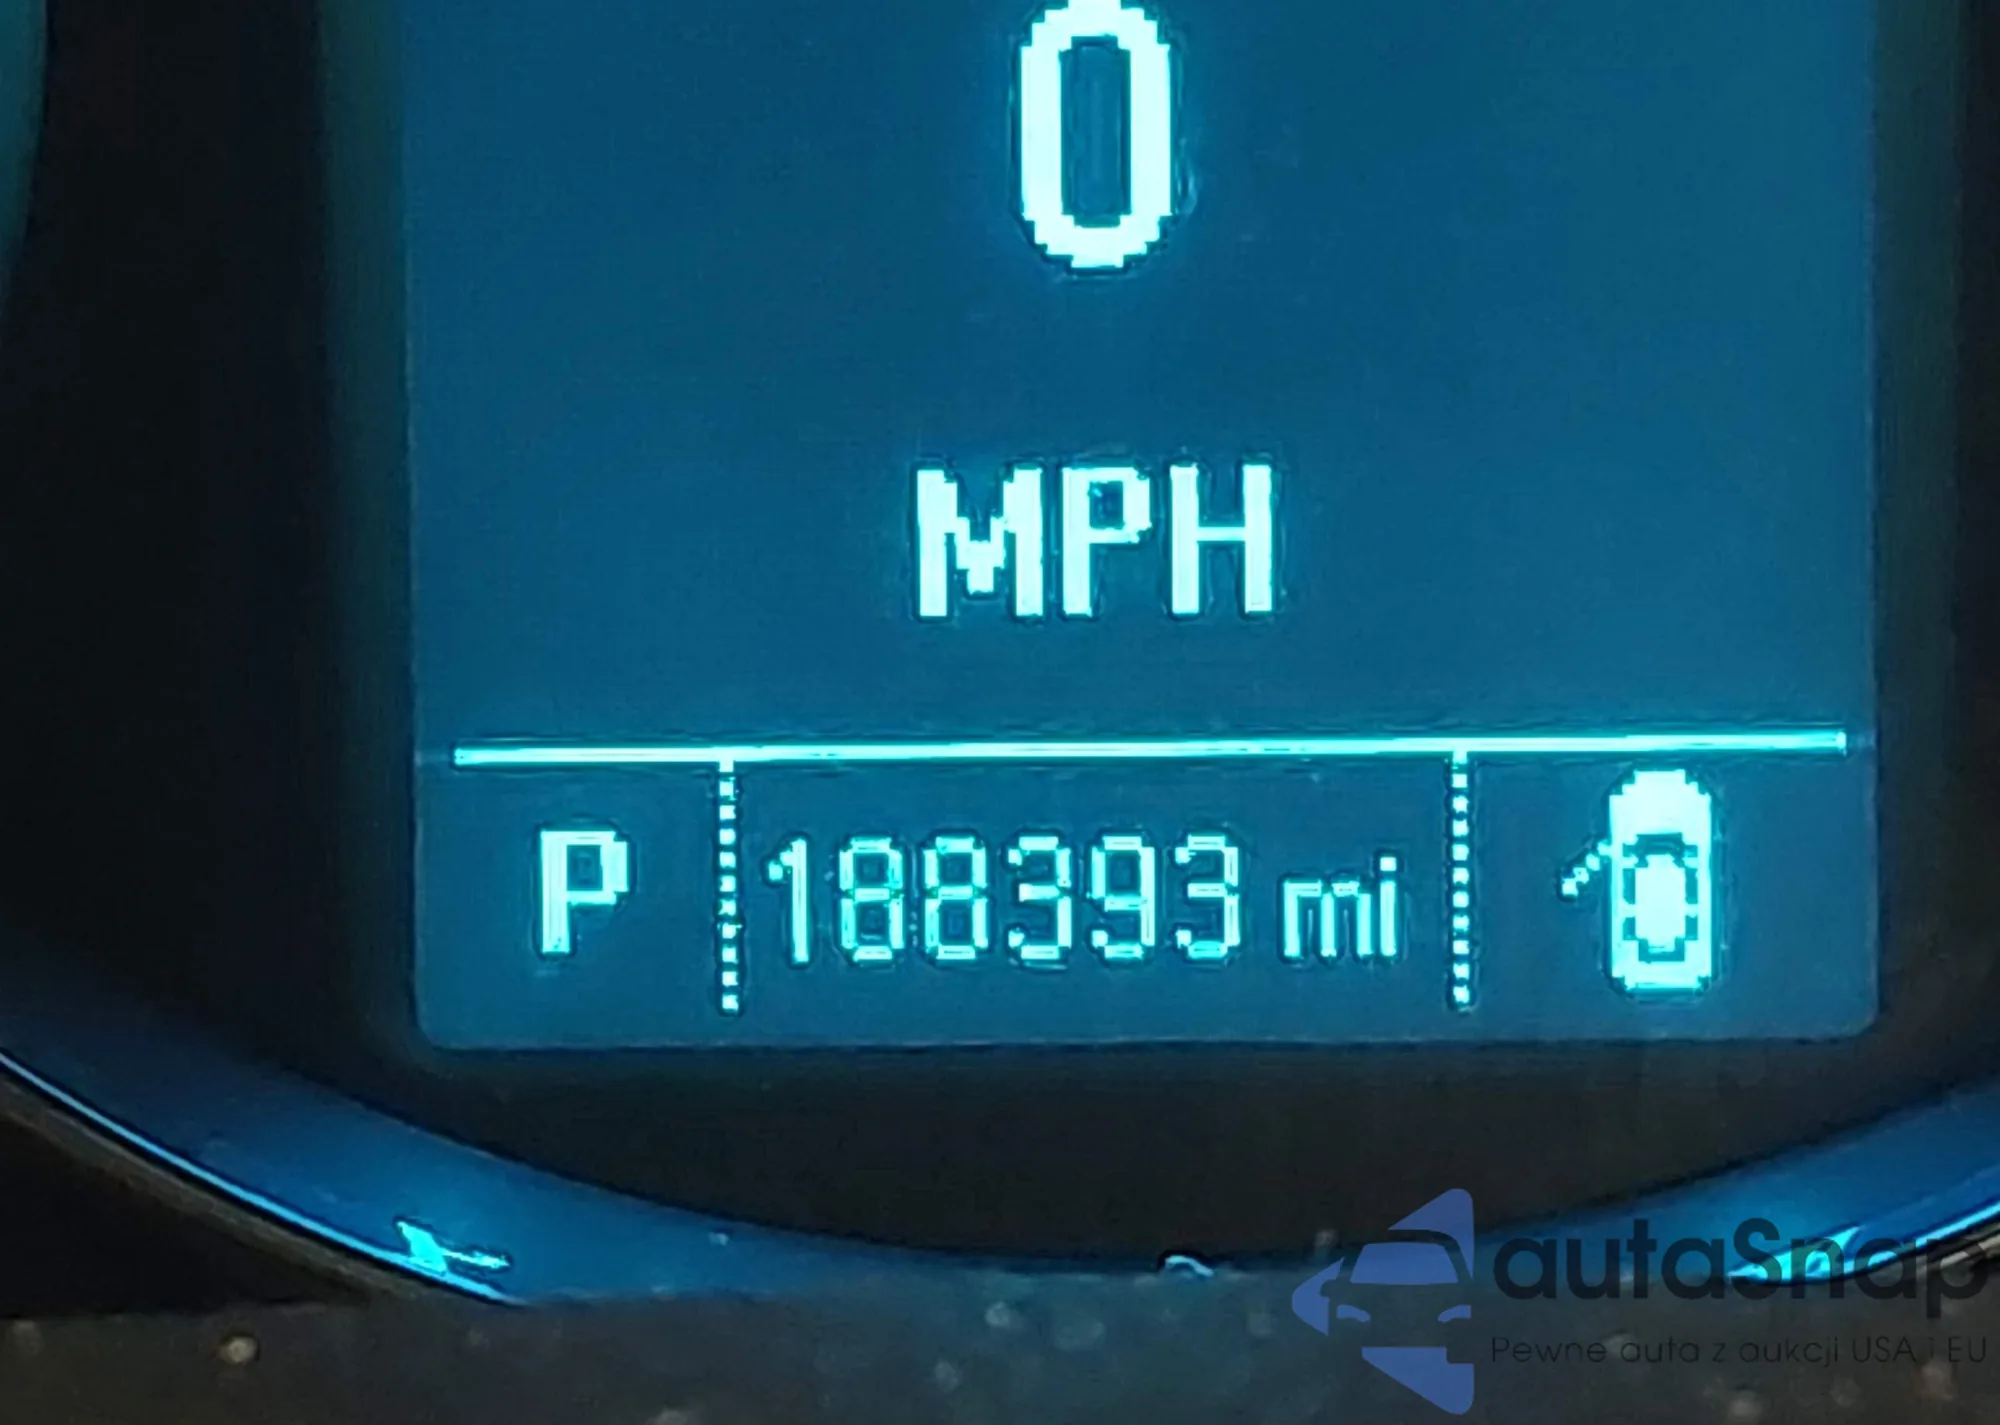 0
MPH
P 188393 mi
autaSnap
Pewne auta z aukcji USA i EU